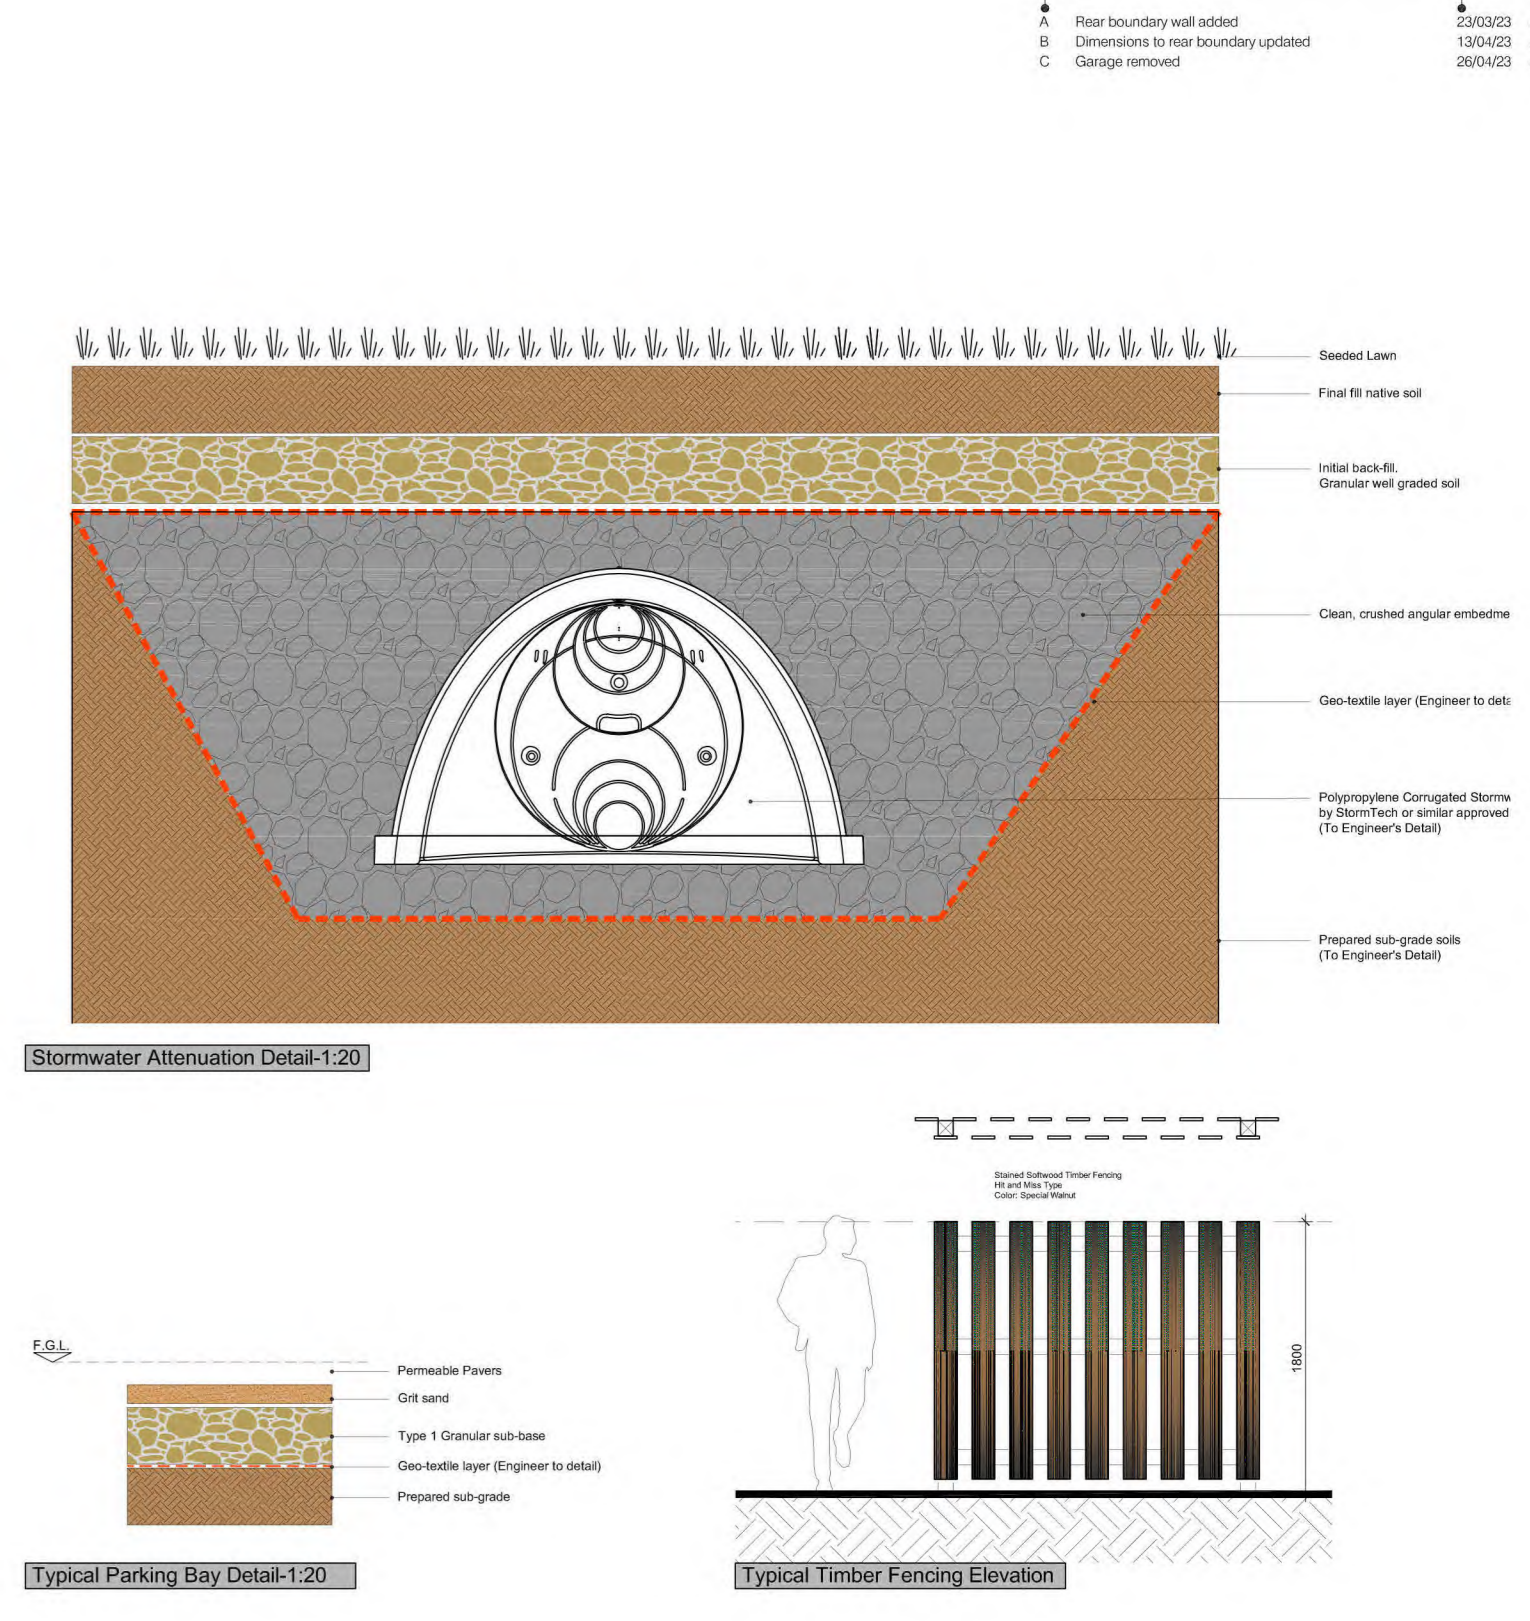 A Rear boundary wall added 23/03/23
B Dimensions to rear boundary updated 13/04/23
C Garage removed 26/04/23
Seeded Lawn
Final fill native soil
Initial back-fill.
Granular well graded soil
Clean, crushed angular
Geo-textile layer (Engineer to
Polypropylene Corrugated
by StormTech or similar approved
(To Engineer's Detail)
Prepared sub-grade soils
(To Engineer's Detail)
Stormwater Attenuation Detail-1:20
Stained Softwood Timber Fencing
Hit and Miss Type
Color: Special Walnut
1800
F.G.L.
Permeable Pavers
Grit sand
Type 1 Granular sub-base
Geo-textile layer (Engineer to detail)
Prepared sub-grade
Typical Parking Bay Detail-1:20
Typical Timber Fencing Elevation